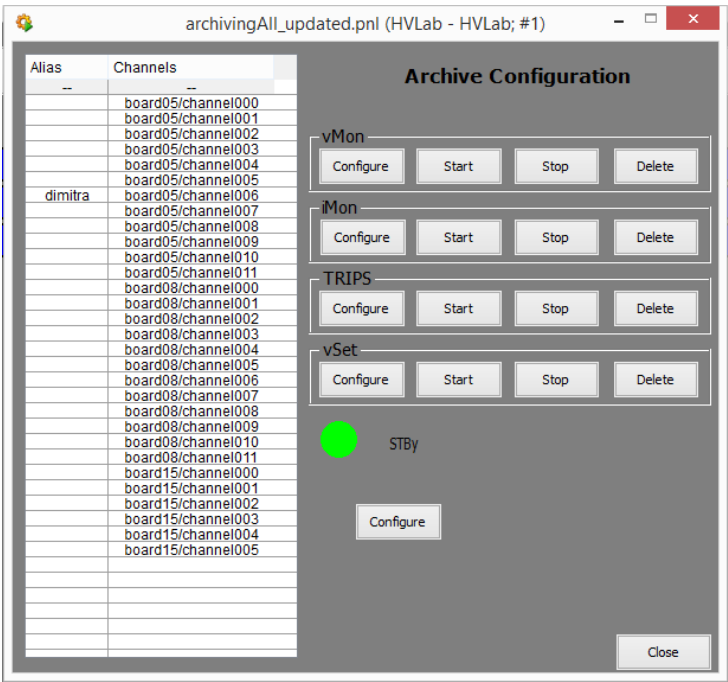 archivingAll_updated.pnl (HVLab - HVLab; #1)
Alias Channels
-- --
board05/channel000
board05/channel001
board05/channel002
board05/channel003
board05/channel004
board05/channel005
dimitra board05/channel006
board05/channel007
board05/channel008
board05/channel009
board05/channel010
board05/channel011
board08/channel000
board08/channel001
board08/channel002
board08/channel003
board08/channel004
board08/channel005
board08/channel006
board08/channel007
board08/channel008
board08/channel009
board08/channel010
board08/channel011
board15/channel000
board15/channel001
board15/channel002
board15/channel003
board15/channel004
board15/channel005
Archive Configuration
vMon
Configure Start Stop Delete
iMon
Configure Start Stop Delete
TRIPS
Configure Start Stop Delete
vSet
Configure Start Stop Delete
STBy
Configure
Close